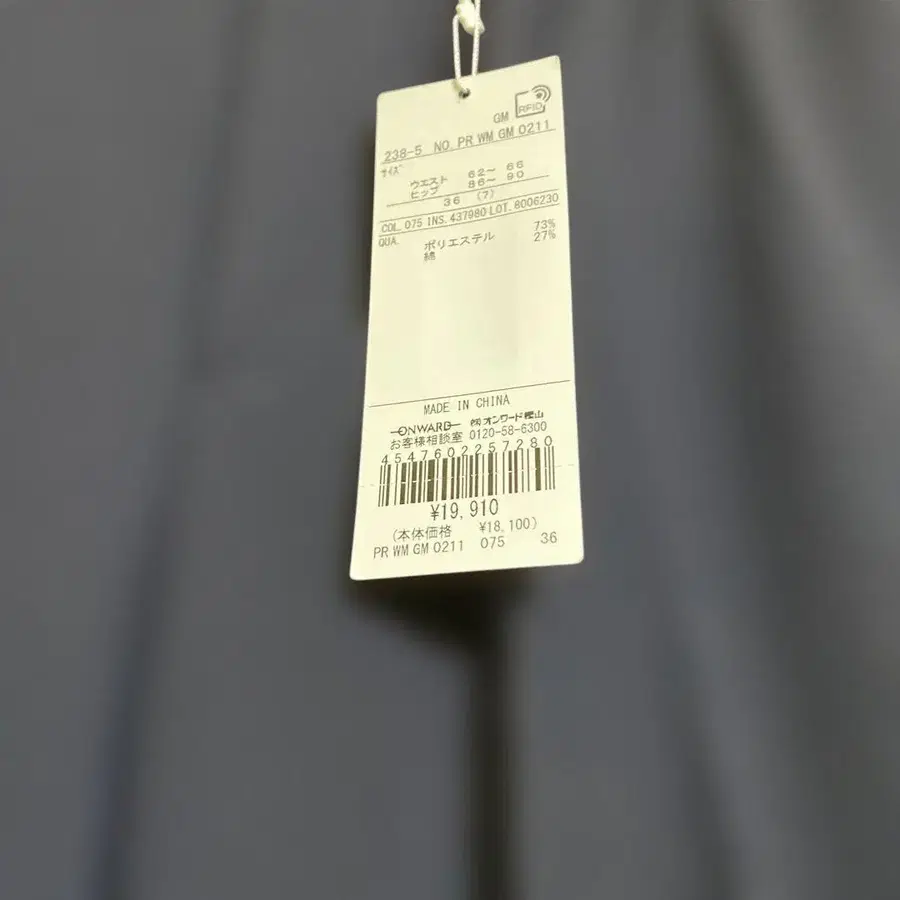 RFID
GM
238-5 NO. PR WM GM 0211
サイズ
ウエスト 62～ 66
ヒップ 86～ 90
36 (7)
COL. 075 INS. 437980 LOT. 8006230
QUA. ポリエステル 73%
綿 27%
MADE IN CHINA
ONWARD ㈱オンワード樫山
お客様相談室 0120-58-6300
4547602257280
¥19,910
(本体価格 ¥18,100)
PR WM GM 0211 075 36